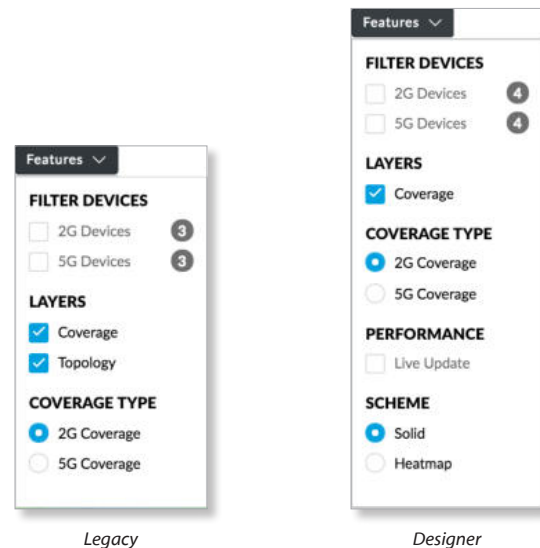 Features
FILTER DEVICES
2G Devices 3
5G Devices 3
LAYERS
Coverage
Topology
COVERAGE TYPE
2G Coverage
5G Coverage
Legacy
Features
FILTER DEVICES
2G Devices 4
5G Devices 4
LAYERS
Coverage
COVERAGE TYPE
2G Coverage
5G Coverage
PERFORMANCE
Live Update
SCHEME
Solid
Heatmap
Designer